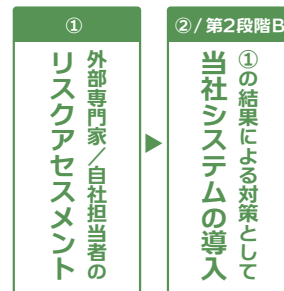 ①
外部専門家／自社担当者の
リスクアセスメント
②/第2段階B
①の結果による対策として
当社システムの導入